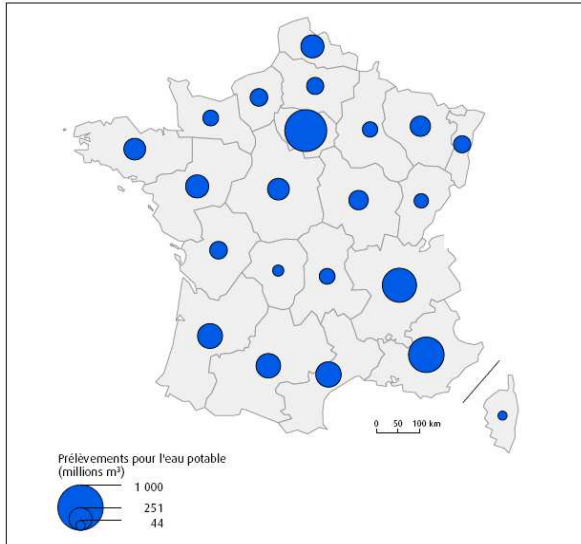 0 50 100 km
Prélèvements pour l'eau potable
(millions m³)
1 000
251
44